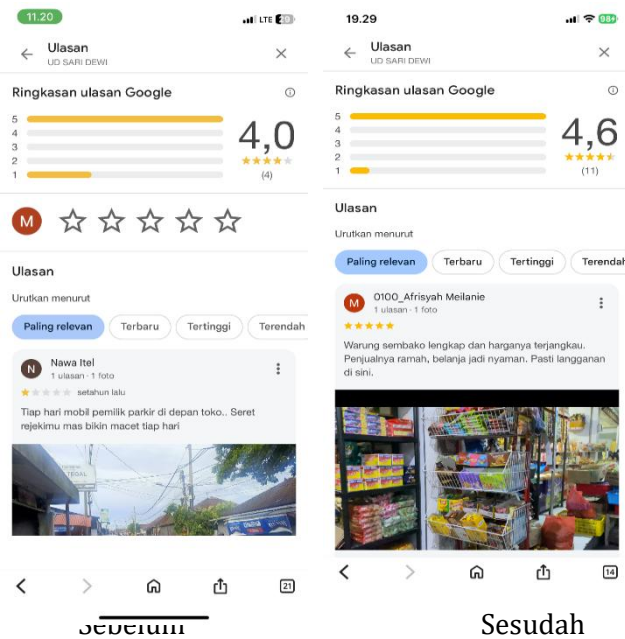 11.20
LTE
Ulasan
UD SARI DEWI
Ringkasan ulasan Google
5
4
3
2
1
4,0
(4)
M
Ulasan
Urutkan menurut
Paling relevan
Terbaru
Tertinggi
Terendah
N
Nawa Itel
1 ulasan · 1 foto
setahun lalu
Tiap hari mobil pemilik parkir di depan toko.. Seret
rejekimu mas bikin macet tiap hari
TEGAL
21
Sebelum
19.29
98
Ulasan
UD SARI DEWI
Ringkasan ulasan Google
5
4
3
2
1
4,6
(11)
Ulasan
Urutkan menurut
Paling relevan
Terbaru
Tertinggi
Terendah
M
0100_Afrisyah Meilanie
1 ulasan · 1 foto
Warung sembako lengkap dan harganya terjangkau.
Penjualnya ramah, belanja jadi nyaman. Pasti langganan
di sini.
14
Sesudah